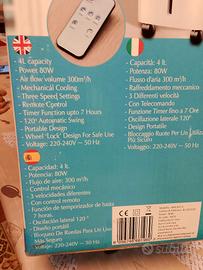 · 4L Capacity
· Power 80W
· Air flow volume 300m³/h
· Mechanical Cooling
· Three Speed Settings
· Remote Control
· Timer Function upto 7 Hours
· 120° Automatic Swing
· Portable Design
· Wheel 'Lock' Design For Safe Use
· Voltage: 220-240V ~ 50 Hz
· Capacità: 4 lt.
· Potenza: 80W
· Flusso d'aria 300 m³/h
· Raffreddamento meccanico
· 3 Differenti Velocità
· Con Telecomando
· Funzione Timer fino a 7 Ore
· Oscillazione laterale 120°
· Design Portatile
· Bloccaggio Ruote Per Un Utilizzo
Più Sicuro
· Voltaggio: 220-240V ~ 50 Hz
· Capacidad: 4 lt.
· Potencia: 80W
· Flujo de aire: 300 m³/h
· Control mecánico
· 3 velocidades diferentes
· Con control remoto
· Función de temporizador de hasta
7 horas.
· Oscilación lateral 120°
· Diseño portátil
· Bloqueo De Ruedas Para Un Uso
Más Seguro
· Voltaje: 220-240V ~ 50 Hz